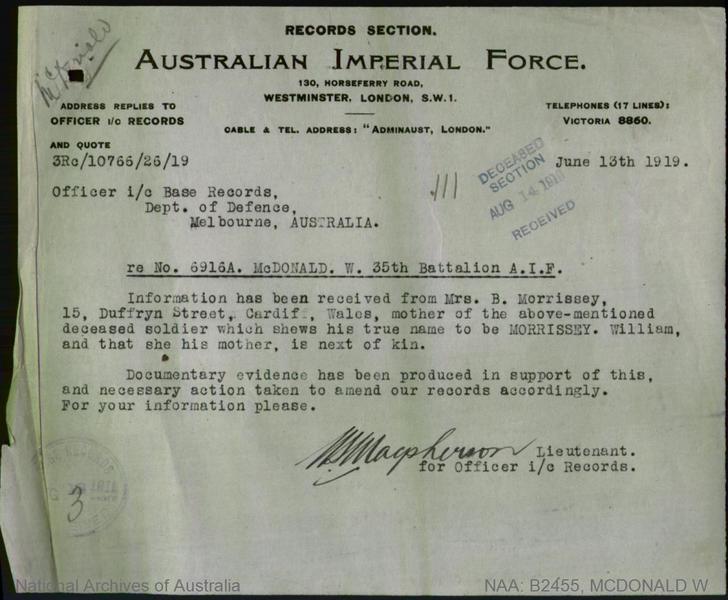 McDonald
RECORDS SECTION.
AUSTRALIAN IMPERIAL FORCE.
130, HORSEFERRY ROAD,
WESTMINSTER, LONDON, S.W.1.
ADDRESS REPLIES TO
OFFICER I/C RECORDS
CABLE & TEL. ADDRESS: "ADMINAUST, LONDON."
TELEPHONES (17 LINES):
VICTORIA 8860.
AND QUOTE
3Rc/10766/26/19
June 13th 1919.
DECEASED
SECTION
AUG 14 1919
RECEIVED
Officer i/c Base Records,
Dept. of Defence,
Melbourne, AUSTRALIA.
re No. 6916A. McDONALD. W. 35th Battalion A.I.F.
Information has been received from Mrs. B. Morrissey,
15, Duffryn Street, Cardiff, Wales, mother of the above-mentioned
deceased soldier which shews his true name to be MORRISSEY. William,
and that she his mother, is next of kin.
Documentary evidence has been produced in support of this,
and necessary action taken to amend our records accordingly.
For your information please.
Macpherson Lieutenant.
for Officer i/c Records.
3
National Archives of Australia
NAA: B2455, MCDONALD W